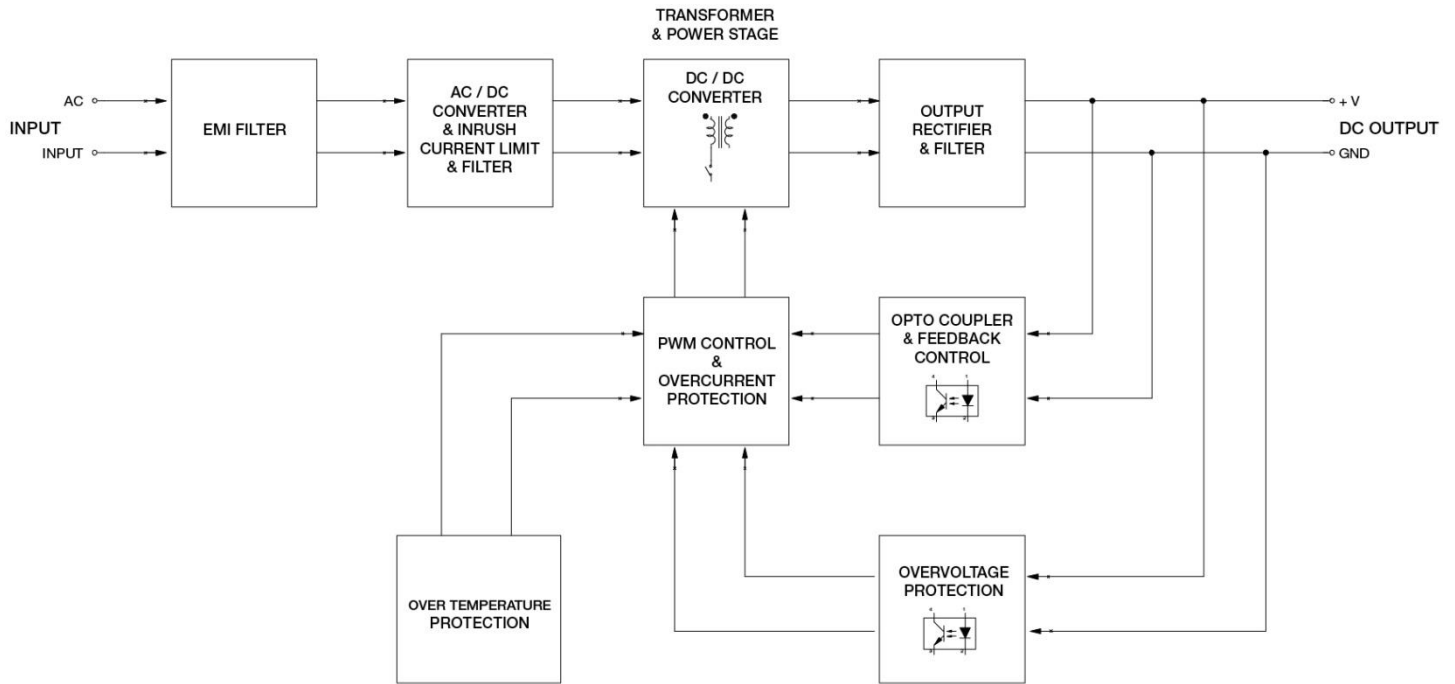 TRANSFORMER
& POWER STAGE
INPUT
AC
INPUT
EMI FILTER
AC / DC
CONVERTER
& INRUSH
CURRENT LIMIT
& FILTER
DC / DC
CONVERTER
OUTPUT
RECTIFIER
& FILTER
+ V
DC OUTPUT
GND
PWM CONTROL
&
OVERCURRENT
PROTECTION
OPTO COUPLER
& FEEDBACK
CONTROL
OVER TEMPERATURE
PROTECTION
OVERVOLTAGE
PROTECTION